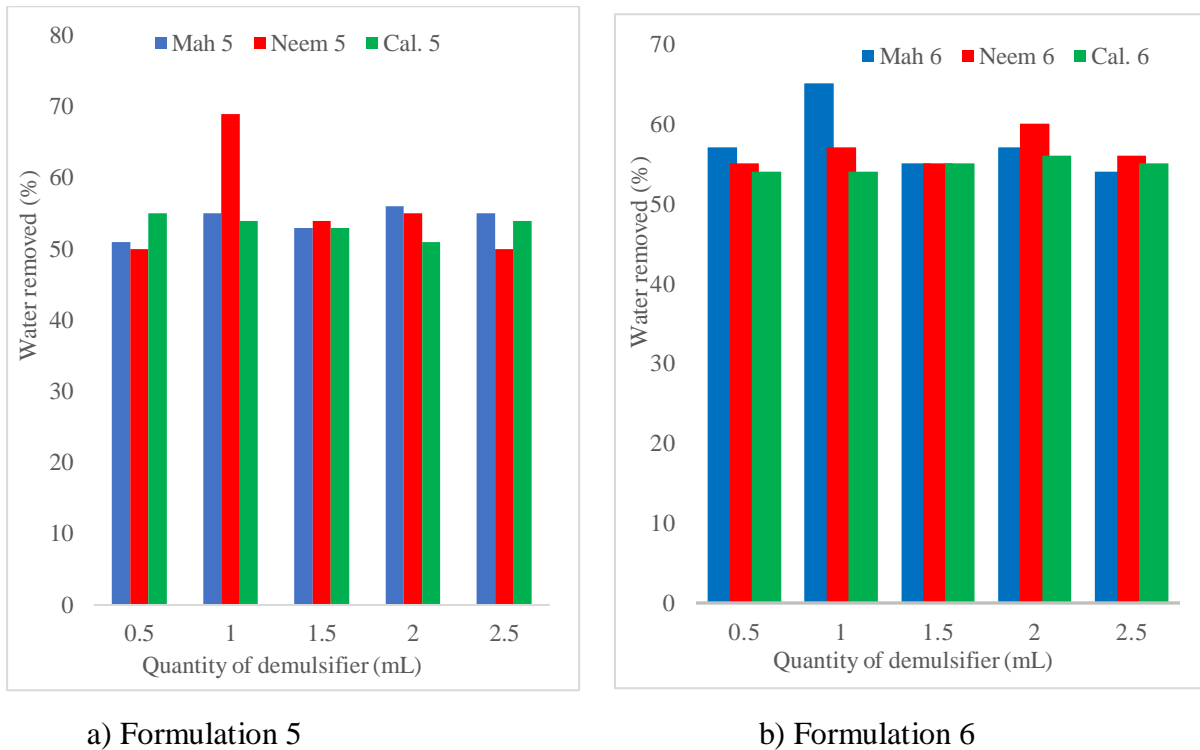 80
70
60
50
40
30
20
10
0
Water removed (%)
Mah 5 Neem 5 Cal. 5
0.5 1 1.5 2 2.5
Quantity of demulsifier (mL)
a) Formulation 5
70
60
50
40
30
20
10
0
Water removed (%)
Mah 6 Neem 6 Cal. 6
0.5 1 1.5 2 2.5
Quantity of demulsifier (mL)
b) Formulation 6